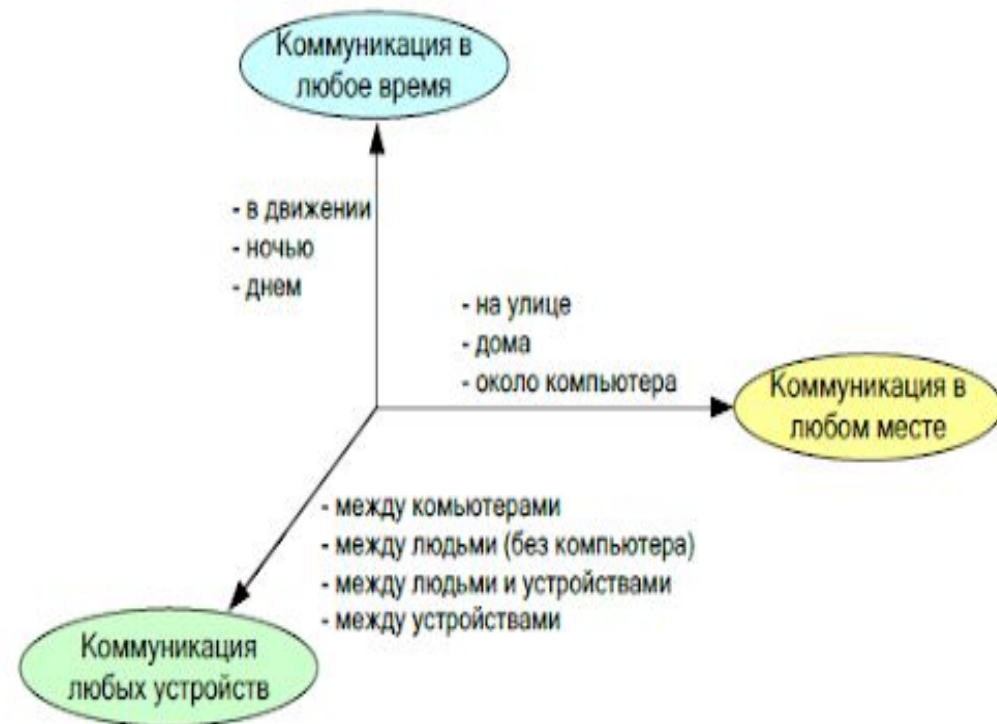 Коммуникация в
любое время
- в движении
- ночью
- днем
- на улице
- дома
- около компьютера
Коммуникация в
любом месте
- между комьютерами
- между людьми (без компьютера)
- между людьми и устройствами
- между устройствами
Коммуникация
любых устройств